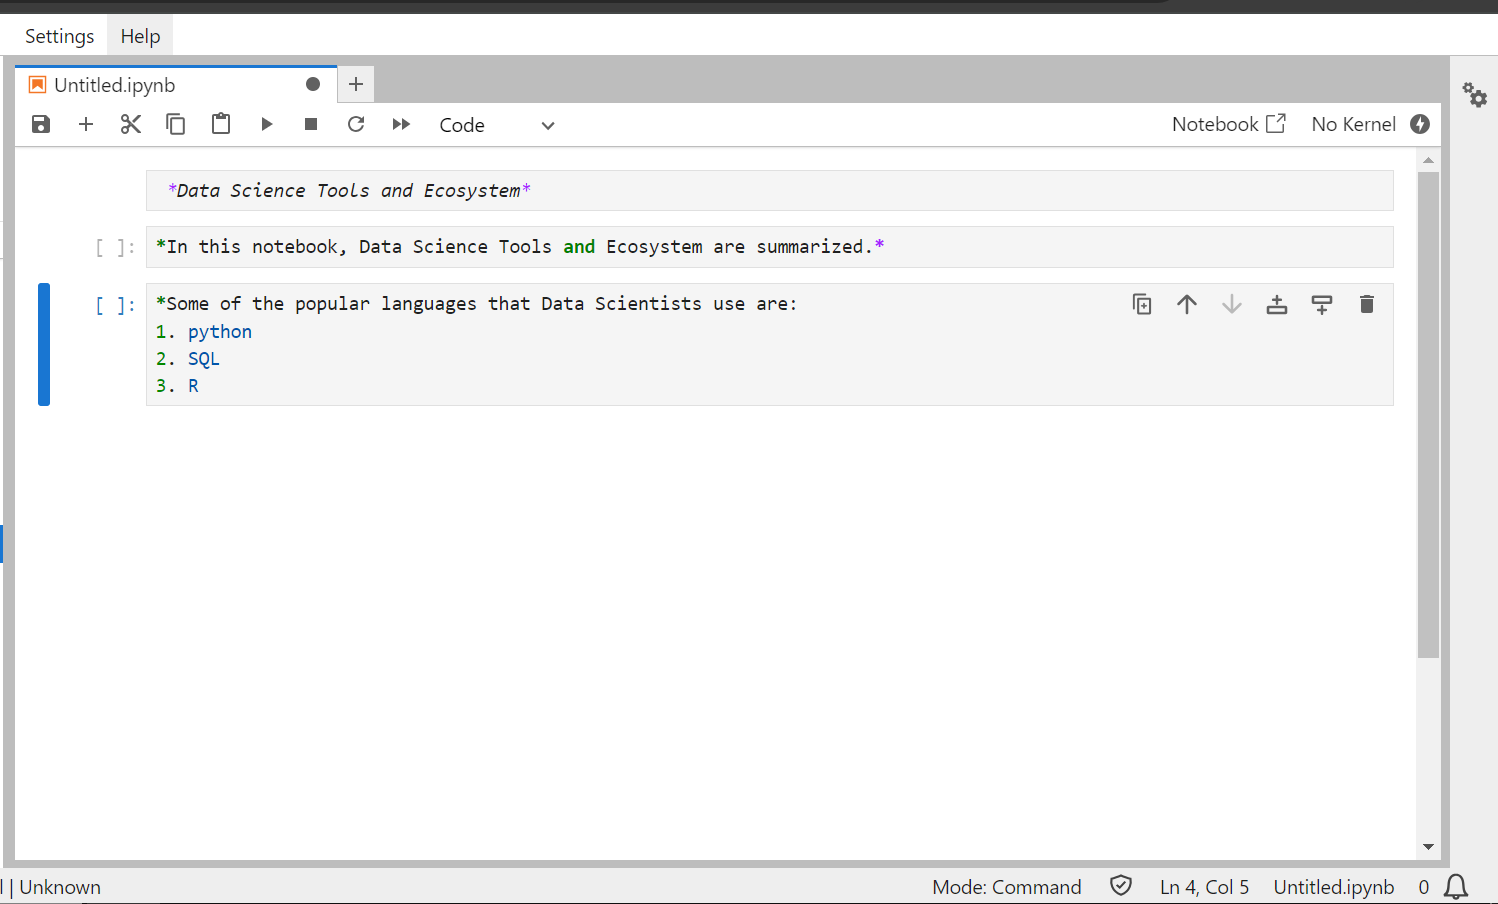 Settings Help
Untitled.ipynb
Code Notebook No Kernel
*Data Science Tools and Ecosystem*
[ ]: *In this notebook, Data Science Tools and Ecosystem are summarized.*
[ ]: *Some of the popular languages that Data Scientists use are:
1. python
2. SQL
3. R
| Unknown Mode: Command Ln 4, Col 5 Untitled.ipynb 0